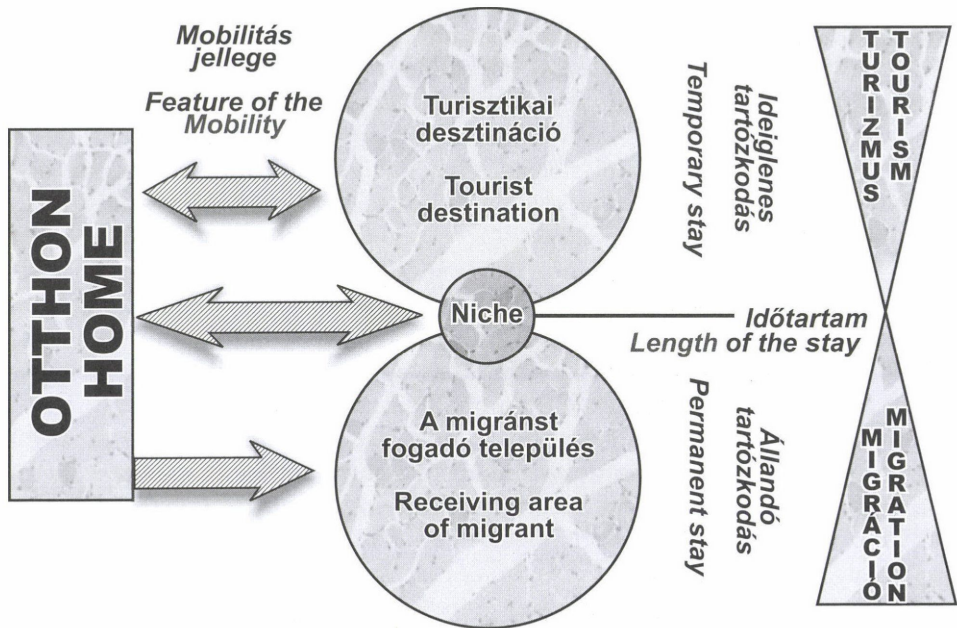 Mobilitás
jellege
Feature of the
Mobility
OTTHON
HOME
Turisztikai
desztináció
Tourist
destination
Niche
A migránst
fogadó település
Receiving area
of migrant
Ideiglenes
tartózkodás
Temporary stay
Időtartam
Length of the stay
Állandó
tartózkodás
Permanent stay
TOURISM
TURIZMUS
MIGRATION
MIGRÁCIÓ